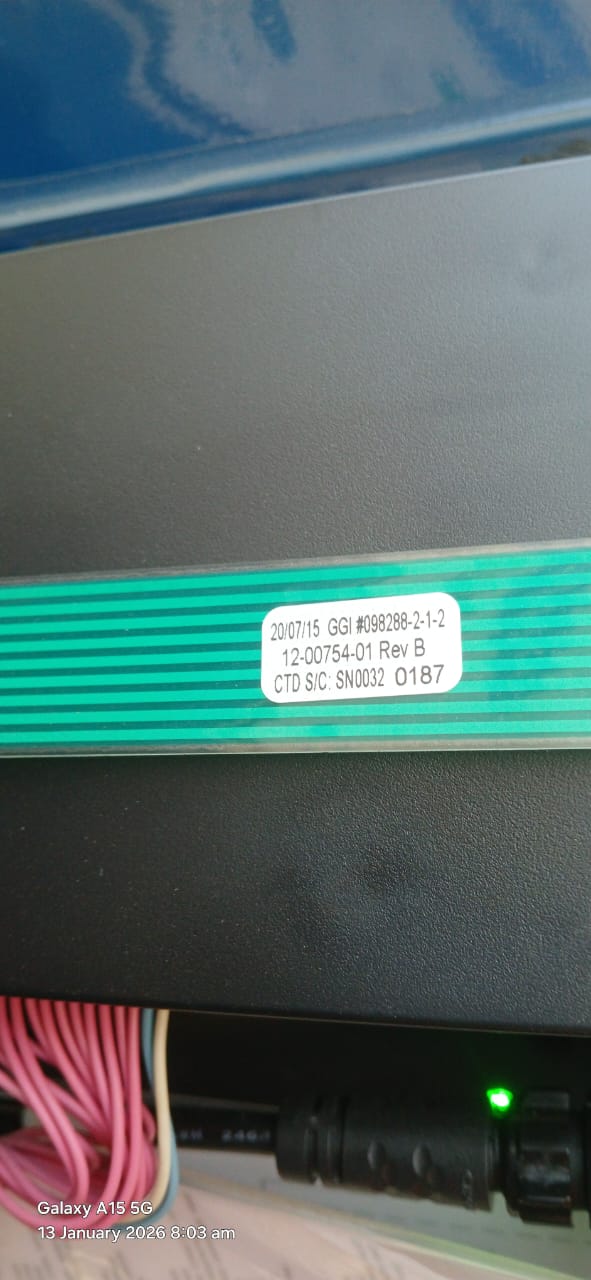 20/07/15 GGI #098288-2-1-2
12-00754-01 Rev B
CTD S/C: SN0032 0187
Galaxy A15 5G
13 January 2026 8:03 am